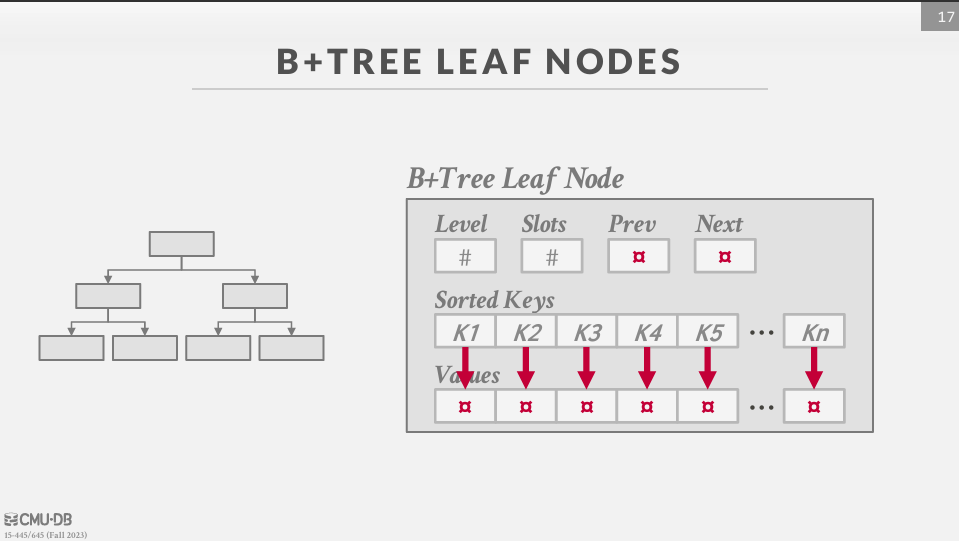 17
B+TREE LEAF NODES
B+Tree Leaf Node
Level Slots Prev Next
# # ¤ ¤
Sorted Keys
K1 K2 K3 K4 K5 ••• Kn
Values
¤ ¤ ¤ ¤ ¤ ••• ¤
CMU·DB
15-445/645 (Fall 2023)